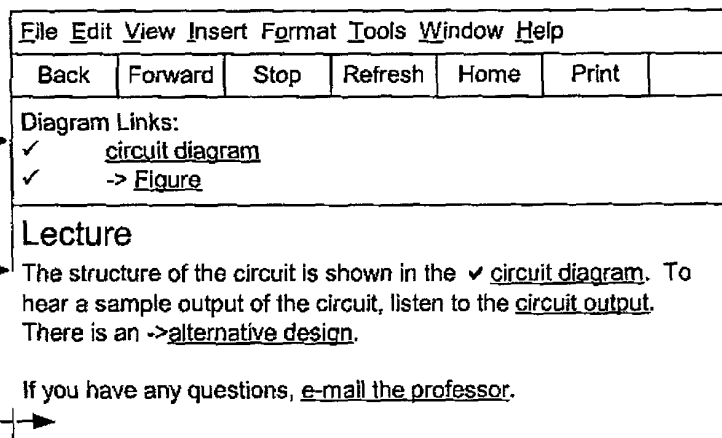 File Edit View Insert Format Tools Window Help
Back Forward Stop Refresh Home Print
Diagram Links:
✓ circuit diagram
✓ -> Figure
Lecture
The structure of the circuit is shown in the ✓ circuit diagram. To
hear a sample output of the circuit, listen to the circuit output.
There is an ->alternative design.
If you have any questions, e-mail the professor.